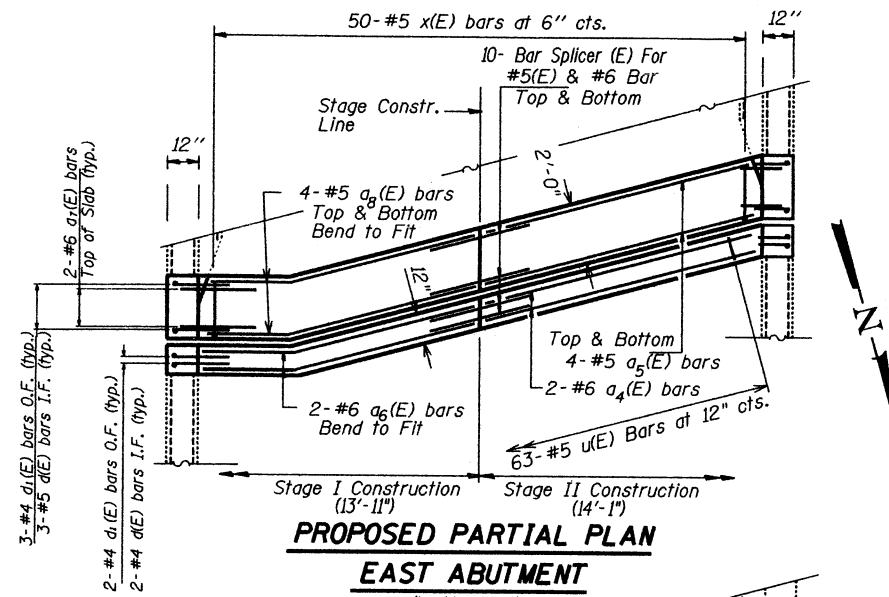 50-#5 x(E) bars at 6" cts.
12"
10- Bar Splicer (E) For
#5(E) & #6 Bar
Top & Bottom
Stage Constr.
Line
12"
2'-0"
2-#6 a7(E) bars
Top of Slab (typ.)
4-#5 a8(E) bars
Top & Bottom
Bend to Fit
12"
N
Top & Bottom
4-#5 a5(E) bars
2-#6 a4(E) bars
2-#6 a6(E) bars
Bend to Fit
63-#5 u(E) Bars at 12" cts.
3-#4 d1(E) bars O.F. (typ.)
3-#5 d(E) bars I.F. (typ.)
2-#4 d1(E) bars O.F. (typ.)
2-#4 d(E) bars I.F. (typ.)
Stage I Construction
(13'-11")
Stage II Construction
(14'-1")
PROPOSED PARTIAL PLAN
EAST ABUTMENT